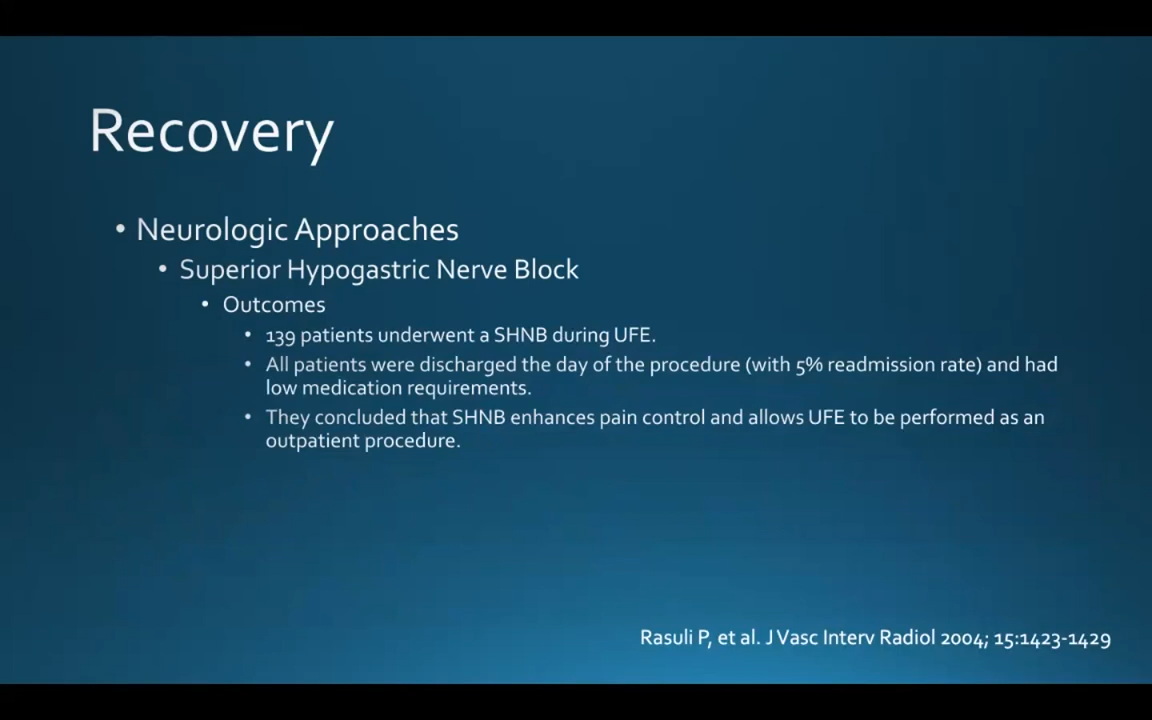 Recovery
• Neurologic Approaches
• Superior Hypogastric Nerve Block
• Outcomes
• 139 patients underwent a SHNB during UFE.
• All patients were discharged the day of the procedure (with 5% readmission rate) and had
low medication requirements.
• They concluded that SHNB enhances pain control and allows UFE to be performed as an
outpatient procedure.
Rasuli P, et al. J Vasc Interv Radiol 2004; 15:1423-1429